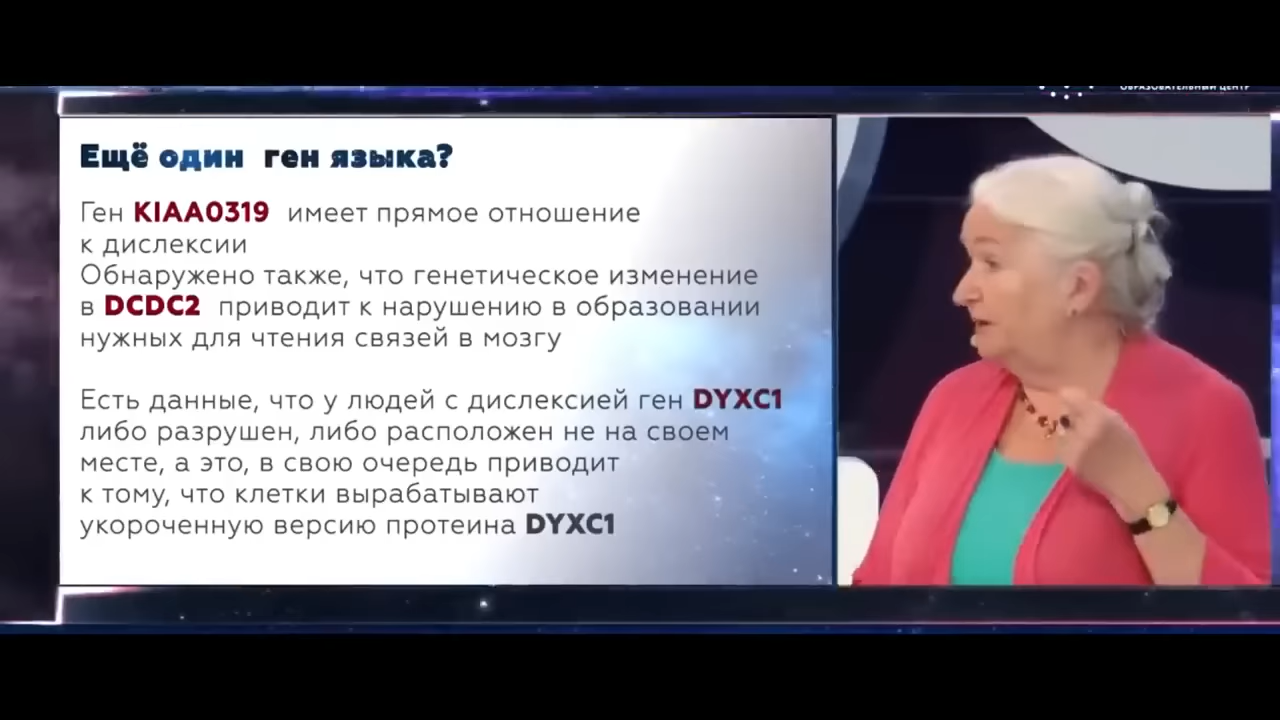 ОБРАЗОВАТЕЛЬНЫЙ ЦЕНТР
Ещё один ген языка?
Ген KIAA0319 имеет прямое отношение
к дислексии
Обнаружено также, что генетическое изменение
в DCDC2 приводит к нарушению в образовании
нужных для чтения связей в мозгу
Есть данные, что у людей с дислексией ген DYXC1
либо разрушен, либо расположен не на своем
месте, а это, в свою очередь приводит
к тому, что клетки вырабатывают
укороченную версию протеина DYXC1